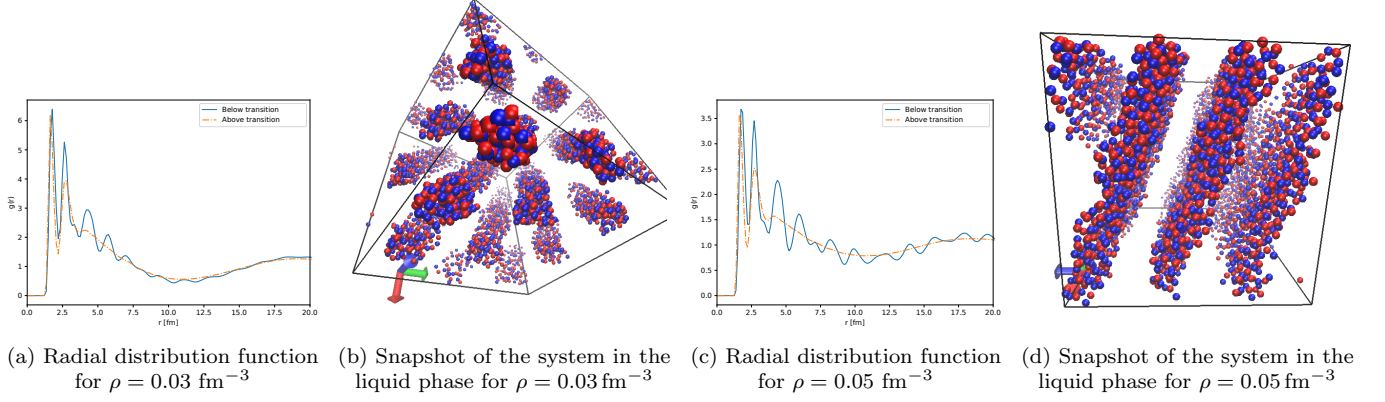 Below transition
Above transition
6
5
4
3
2
1
0
g(r)
0.0 2.5 5.0 7.5 10.0 12.5 15.0 17.5 20.0
r [fm]
Below transition
Above transition
3.5
3.0
2.5
2.0
1.5
1.0
0.5
0.0
g(r)
0.0 2.5 5.0 7.5 10.0 12.5 15.0 17.5 20.0
r [fm]
(a) Radial distribution function
for ρ = 0.03 fm⁻³
(b) Snapshot of the system in the
liquid phase for ρ = 0.03 fm⁻³
(c) Radial distribution function
for ρ = 0.05 fm⁻³
(d) Snapshot of the system in the
liquid phase for ρ = 0.05 fm⁻³